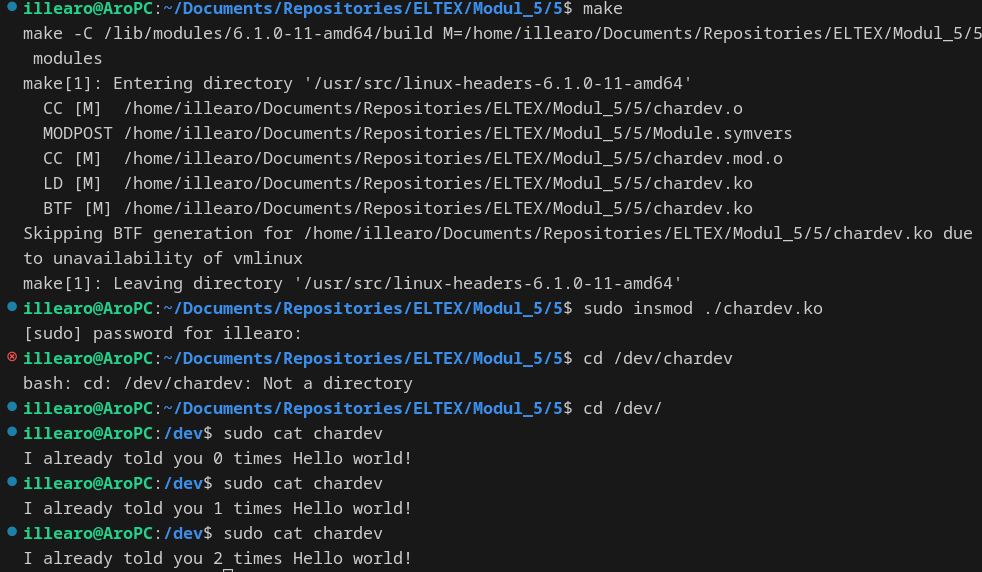 illearo@AroPC:~/Documents/Repositories/ELTEX/Modul_5/5$ make
make -C /lib/modules/6.1.0-11-amd64/build M=/home/illearo/Documents/Repositories/ELTEX/Modul_5/5
 modules
make[1]: Entering directory '/usr/src/linux-headers-6.1.0-11-amd64'
  CC [M]  /home/illearo/Documents/Repositories/ELTEX/Modul_5/5/chardev.o
  MODPOST /home/illearo/Documents/Repositories/ELTEX/Modul_5/5/Module.symvers
  CC [M]  /home/illearo/Documents/Repositories/ELTEX/Modul_5/5/chardev.mod.o
  LD [M]  /home/illearo/Documents/Repositories/ELTEX/Modul_5/5/chardev.ko
  BTF [M] /home/illearo/Documents/Repositories/ELTEX/Modul_5/5/chardev.ko
Skipping BTF generation for /home/illearo/Documents/Repositories/ELTEX/Modul_5/5/chardev.ko due
to unavailability of vmlinux
make[1]: Leaving directory '/usr/src/linux-headers-6.1.0-11-amd64'
illearo@AroPC:~/Documents/Repositories/ELTEX/Modul_5/5$ sudo insmod ./chardev.ko
[sudo] password for illearo:
illearo@AroPC:~/Documents/Repositories/ELTEX/Modul_5/5$ cd /dev/chardev
bash: cd: /dev/chardev: Not a directory
illearo@AroPC:~/Documents/Repositories/ELTEX/Modul_5/5$ cd /dev/
illearo@AroPC:/dev$ sudo cat chardev
I already told you 0 times Hello world!
illearo@AroPC:/dev$ sudo cat chardev
I already told you 1 times Hello world!
illearo@AroPC:/dev$ sudo cat chardev
I already told you 2 times Hello world!